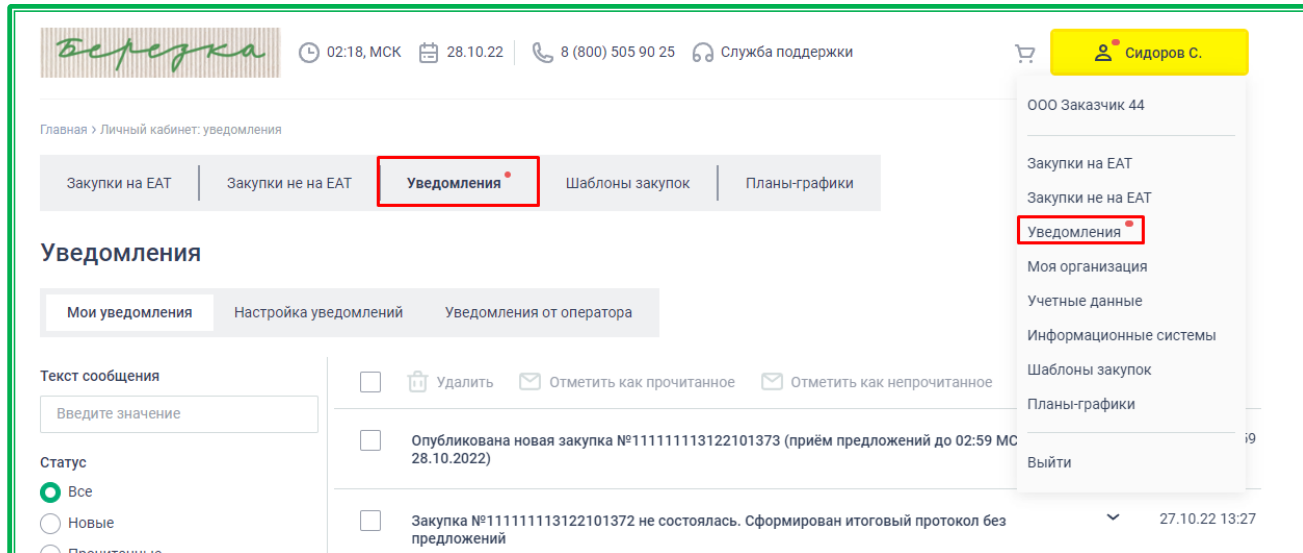 Березка
02:18, МСК
28.10.22
8 (800) 505 90 25
Служба поддержки
Сидоров С.
ООО Заказчик 44
Закупки на ЕАТ
Закупки не на ЕАТ
Уведомления
Моя организация
Учетные данные
Информационные системы
Шаблоны закупок
Планы-графики
Выйти
Главная > Личный кабинет: уведомления
Закупки на ЕАТ
Закупки не на ЕАТ
Уведомления
Шаблоны закупок
Планы-графики
Уведомления
Мои уведомления
Настройка уведомлений
Уведомления от оператора
Текст сообщения
Введите значение
Статус
Все
Новые
Прочитанные
Удалить
Отметить как прочитанное
Отметить как непрочитанное
Опубликована новая закупка №111111113122101373 (приём предложений до 02:59 МС
28.10.2022)
59
Закупка №111111113122101372 не состоялась. Сформирован итоговый протокол без
предложений
27.10.22 13:27